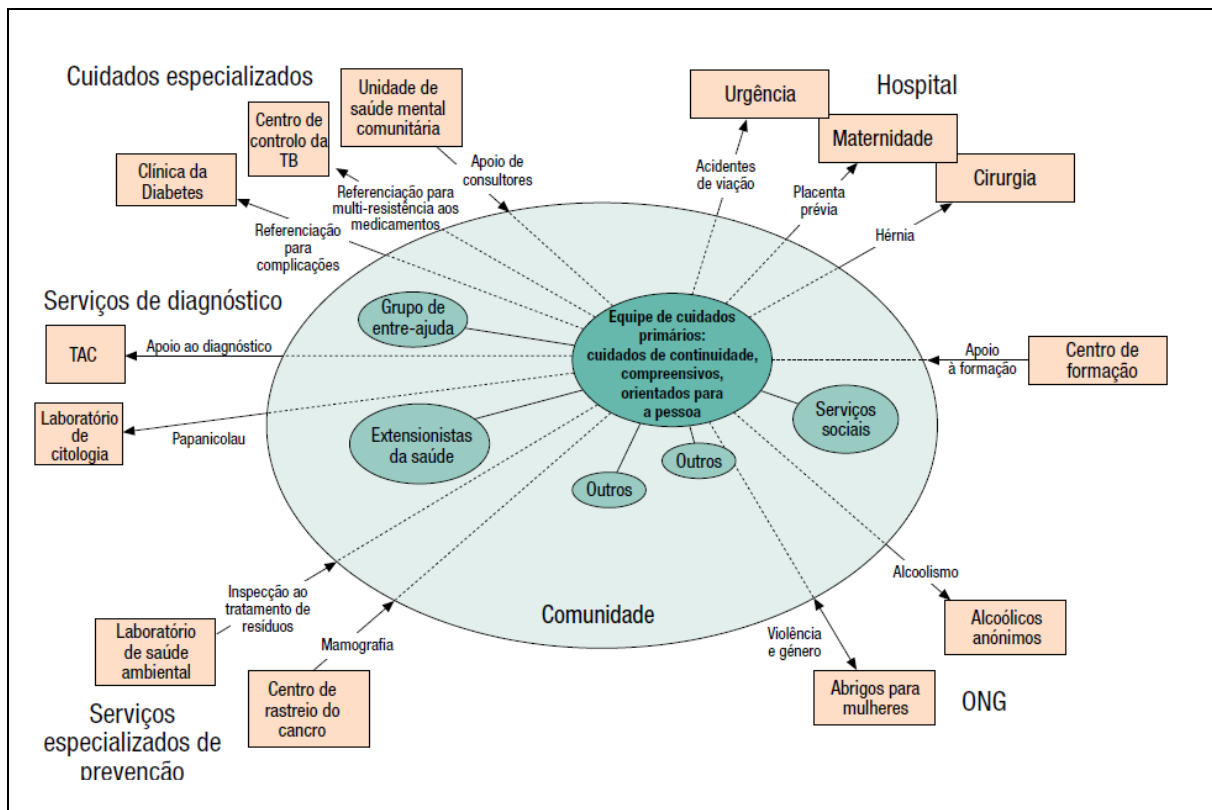 Cuidados especializados
Unidade de
saúde mental
comunitária
Centro de
controlo da
TB
Clínica da
Diabetes
Apoio de
consultores
Referenciação para
multi-resistência aos
medicamentos
Referenciação
para
complicações
Hospital
Urgência
Maternidade
Cirurgia
Acidentes
de viação
Placenta
prévia
Hérnia
Serviços de diagnóstico
TAC
Apoio ao diagnóstico
Laboratório
de
citologia
Papanicolau
Grupo de
entre-ajuda
Equipe de cuidados
primários:
cuidados de continuidade,
compreensivos,
orientados para
a pessoa
Apoio
à formação
Centro de
formação
Extensionistas
da saúde
Serviços
sociais
Outros
Outros
Comunidade
Inspecção ao
tratamento de
resíduos
Laboratório
de saúde
ambiental
Mamografia
Centro de
rastreio do
cancro
Serviços
especializados de
prevenção
Alcoolismo
Alcoólicos
anónimos
Violência
e género
Abrigos para
mulheres
ONG